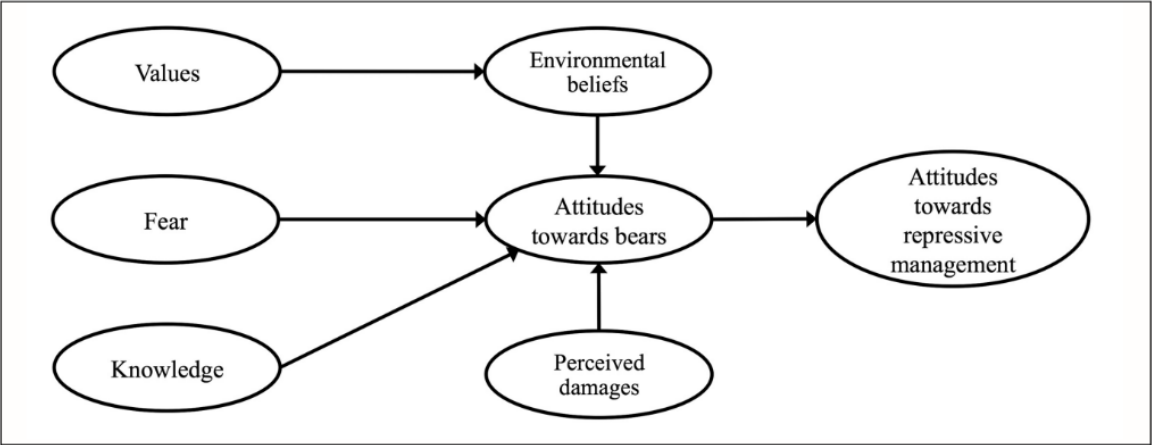 Values
Environmental
beliefs
Fear
Attitudes
towards bears
Attitudes
towards
repressive
management
Knowledge
Perceived
damages